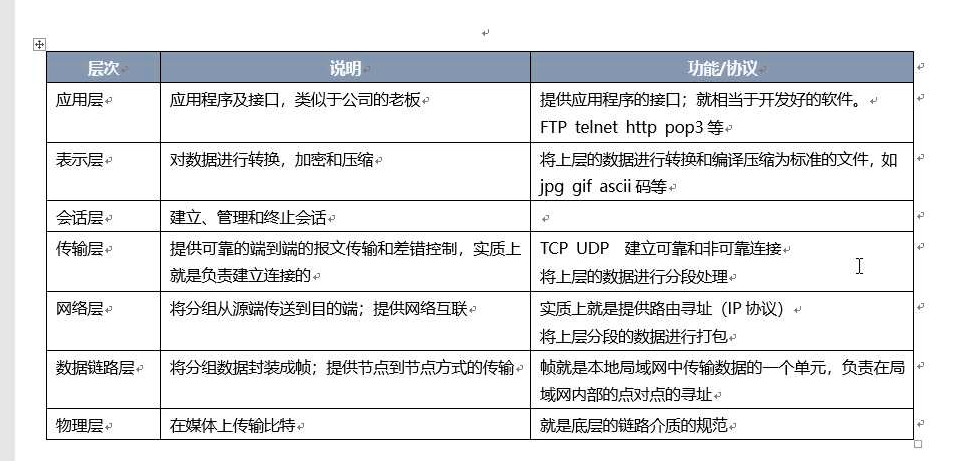 层次 说明 功能/协议
应用层 应用程序及接口，类似于公司的老板 提供应用程序的接口；就相当于开发好的软件。
FTP telnet http pop3 等
表示层 对数据进行转换，加密和压缩 将上层的数据进行转换和编译压缩为标准的文件，如
jpg gif ascii 码等
会话层 建立、管理和终止会话
传输层 提供可靠的端到端的报文传输和差错控制，实质上 TCP UDP 建立可靠和非可靠连接
就是负责建立连接的 将上层的数据进行分段处理
网络层 将分组从源端传送到目的端；提供网络互联 实质上就是提供路由寻址（IP 协议）
将上层分段的数据进行打包
数据链路层 将分组数据封装成帧；提供节点到节点方式的传输 帧就是本地局域网中传输数据的一个单元，负责在局
域网内部的点对点的寻址
物理层 在媒体上传输比特 就是底层的链路介质的规范